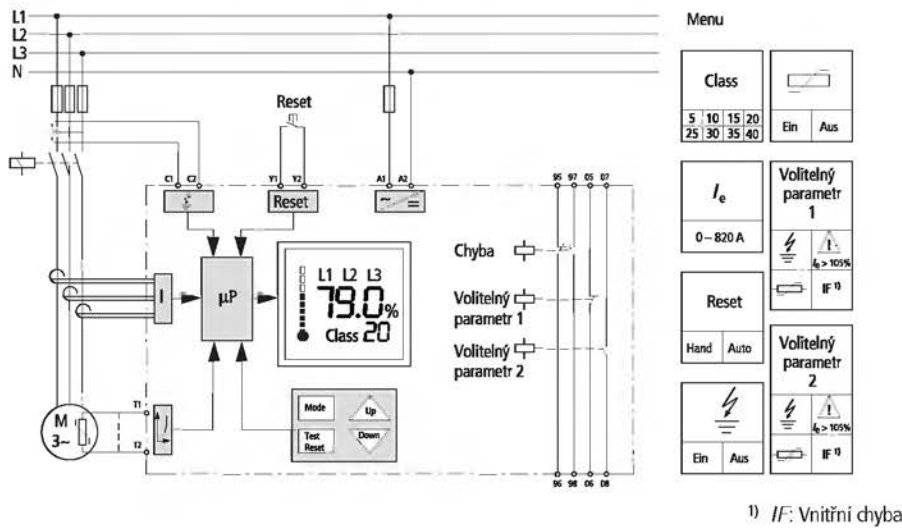 L1
L2
L3
N
Reset
C1 C2 Y1 Y2 A1 A2 95 97 05 07
Reset
I
µP
L1 L2 L3
79.0%
Class 20
Chyba
Volitelný
parametr 1
Volitelný
parametr 2
M
3~
T1
T2
Mode
Up
Test
Reset
Down
96 98 06 08
Menu
Class
5 10 15 20
25 30 35 40
Ein Aus
Ie
0 – 820 A
Volitelný
parametr
1
!
Ie > 105%
IF 1)
Reset
Hand Auto
Volitelný
parametr
2
!
Ie > 105%
IF 1)
Ein Aus
1) IF: Vnitřní chyba